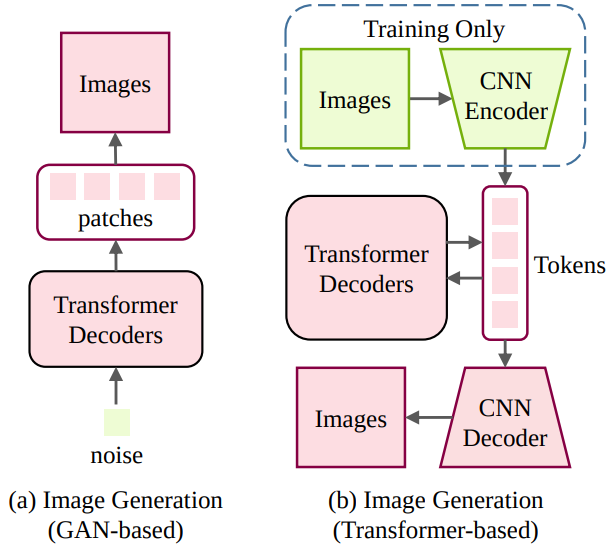 Images
patches
Transformer
Decoders
noise
(a) Image Generation
(GAN-based)
Training Only
Images
CNN
Encoder
Transformer
Decoders
Tokens
Images
CNN
Decoder
(b) Image Generation
(Transformer-based)